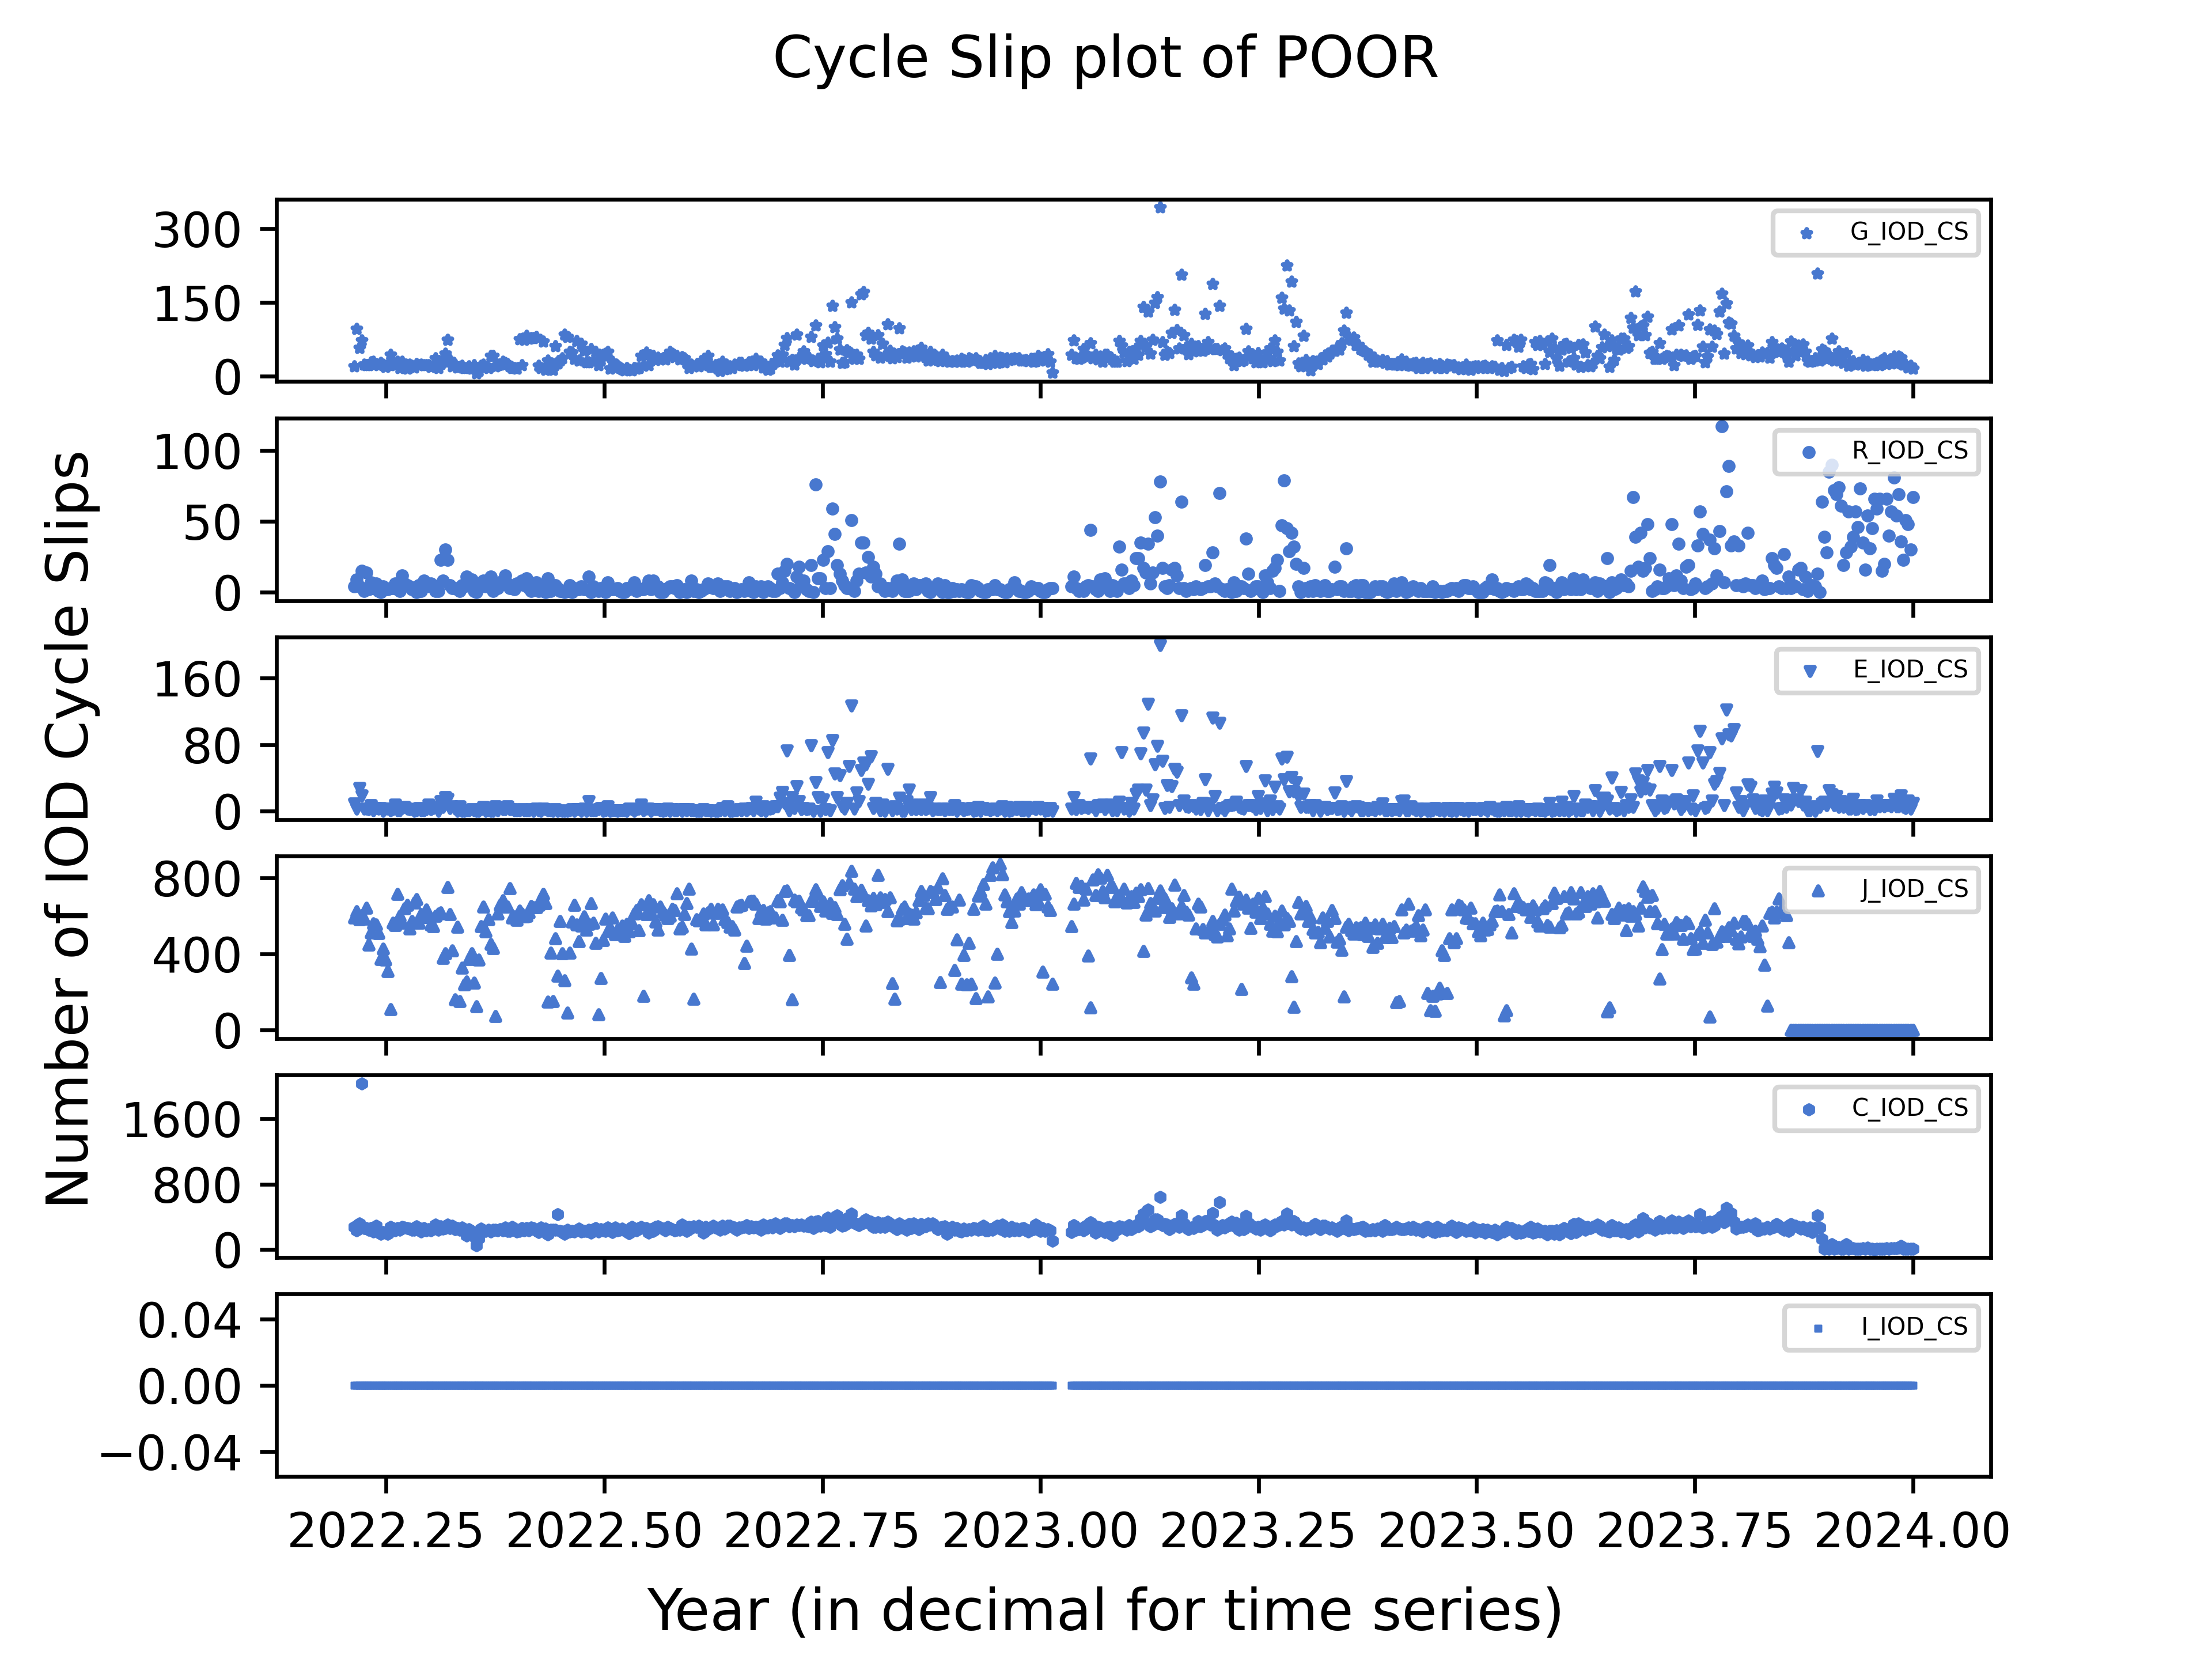 Cycle Slip plot of POOR
Number of IOD Cycle Slips
300
150
0
G_IOD_CS
100
50
0
R_IOD_CS
160
80
0
E_IOD_CS
800
400
0
J_IOD_CS
1600
800
0
C_IOD_CS
0.04
0.00
−0.04
I_IOD_CS
2022.25 2022.50 2022.75 2023.00 2023.25 2023.50 2023.75 2024.00
Year (in decimal for time series)